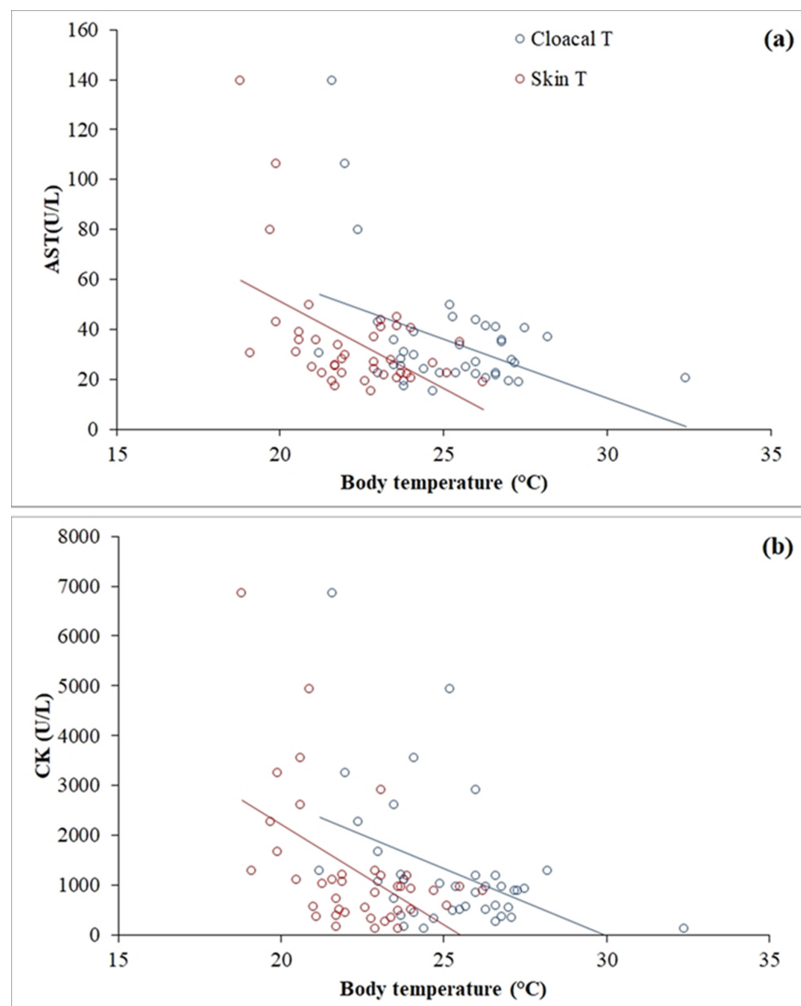 160
(a)
Cloacal T
140
Skin T
120
100
80
60
40
20
0
AST(U/L)
15 20 25 30 35
Body temperature (°C)
8000
(b)
7000
6000
5000
4000
3000
2000
1000
0
CK (U/L)
15 20 25 30 35
Body temperature (°C)